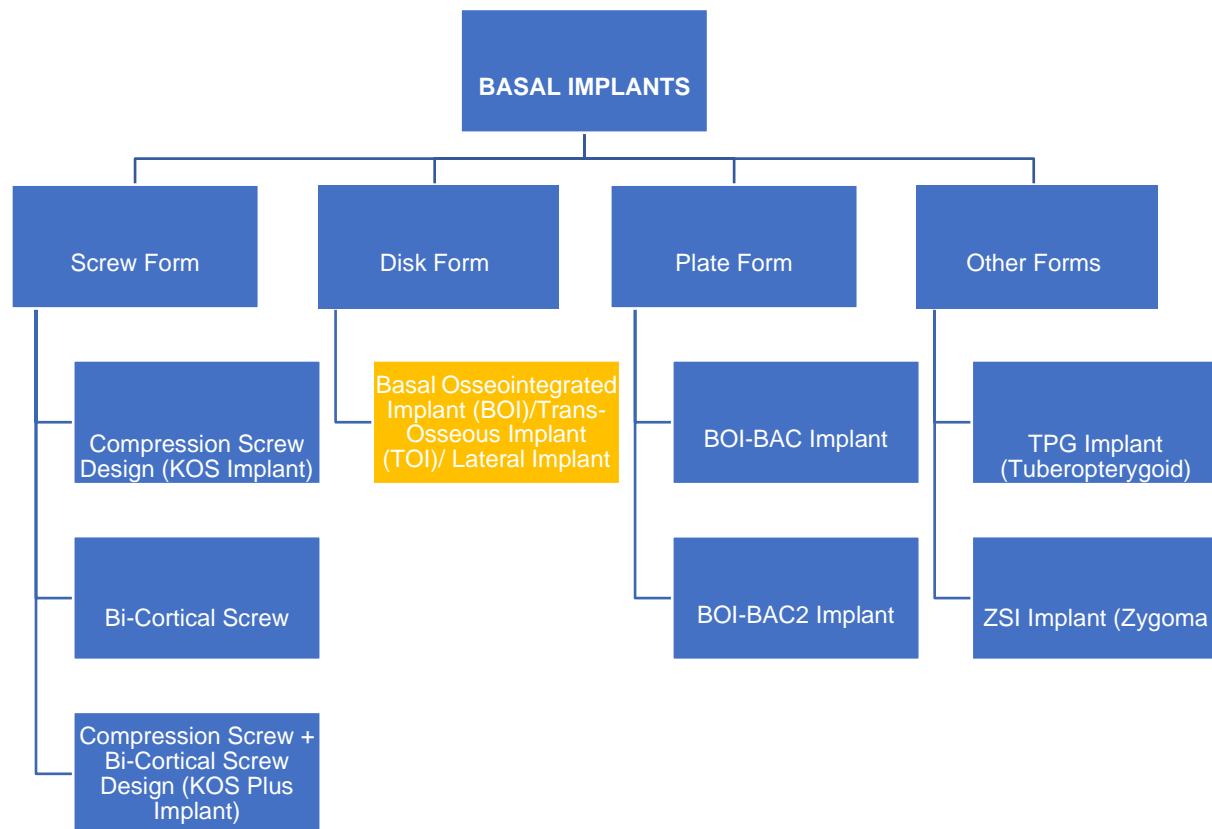 BASAL IMPLANTS
Screw Form
Disk Form
Plate Form
Other Forms
Compression Screw
Design (KOS Implant)
Bi-Cortical Screw
Compression Screw +
Bi-Cortical Screw
Design (KOS Plus
Implant)
Basal Osseointegrated
Implant (BOI)/Trans-
Osseous Implant
(TOI)/ Lateral Implant
BOI-BAC Implant
BOI-BAC2 Implant
TPG Implant
(Tuberopterygoid)
ZSI Implant (Zygoma